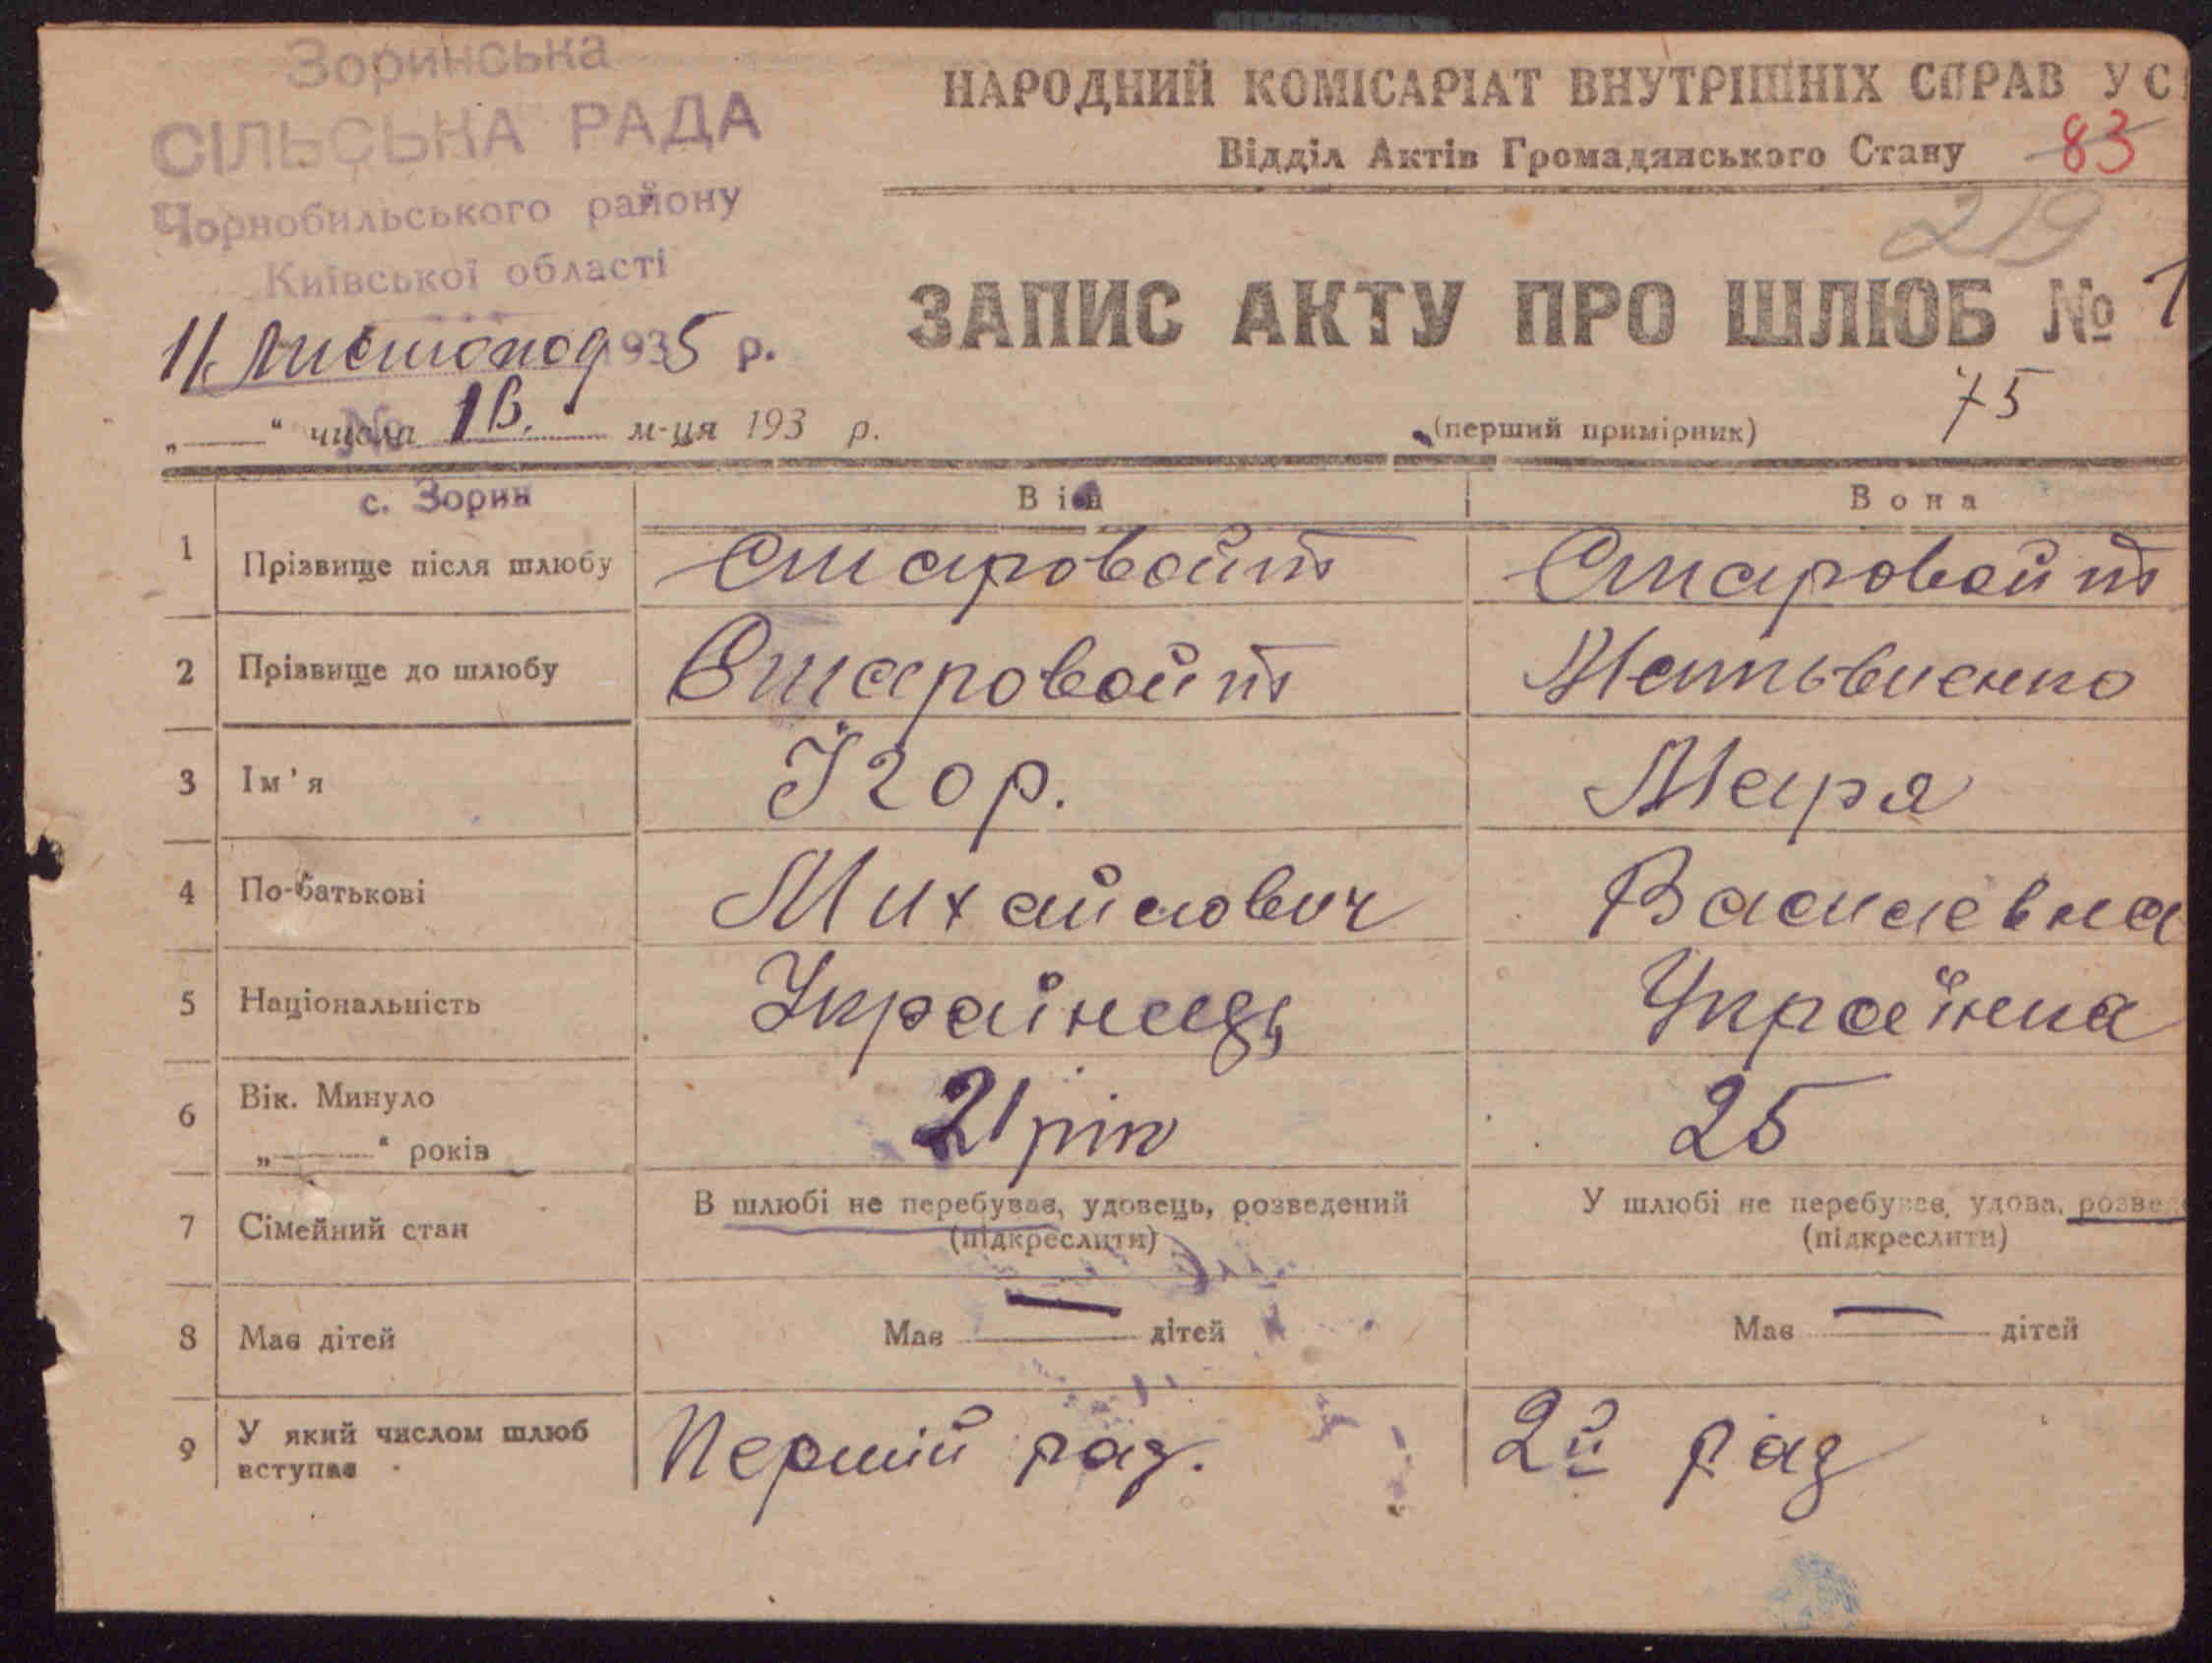 Зоринська
СІЛЬСЬКА РАДА
Чорнобильського району
Київської області
11. Листопад 1935 р.
№ 1В.
„——“ числа м-ця 193 р.
НАРОДНИЙ КОМІСАРІАТ ВНУТРІШНІХ СПРАВ УС
Відділ Актів Громадянського Стану 83
219
ЗАПИС АКТУ ПРО ШЛЮБ № 1
(перший примірник) 75
с. Зорин Він Вона
1 Прізвище після шлюбу Старовойт Старовойт
2 Прізвище до шлюбу Старовойт Матьвиенко
3 Ім'я Ігор. Маря
4 По-батькові Михайлович Василевна
5 Національність Українець Українка
6 Вік. Минуло 21 рік 25
„——“ років
7 Сімейний стан В шлюбі не перебував, удовець, розведений У шлюбі не перебуває, удова, розве
(підкреслити) (підкреслити)
8 Має дітей Має — дітей Має — дітей
9 У який числом шлюб Перший раз. 2й раз
вступає